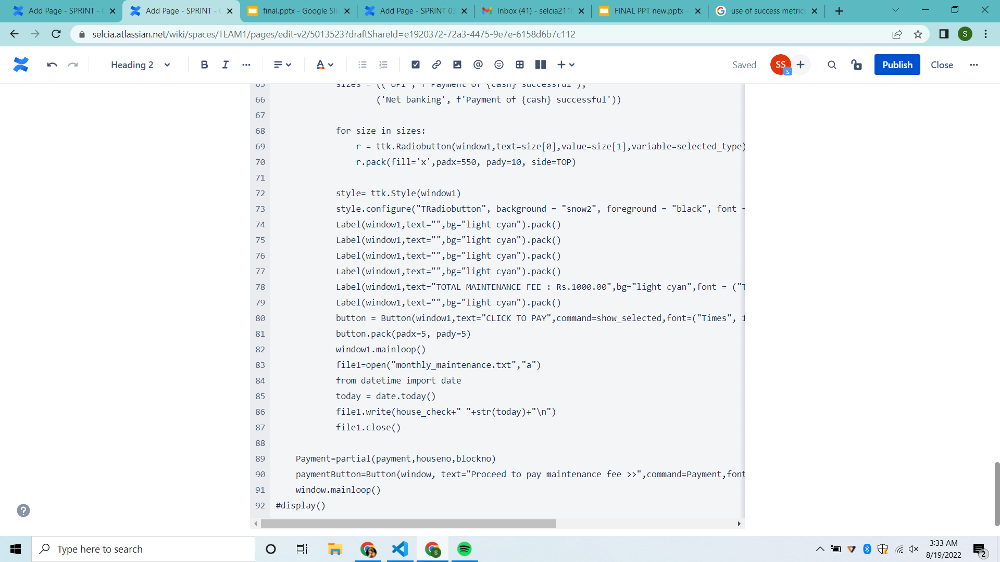 Add Page - SPRINT - 
Add Page - SPRINT - 
final.pptx - Google Sli
Add Page - SPRINT 03
Inbox (41) - selcia211
FINAL PPT new.pptx -
use of success metric
selcia.atlassian.net/wiki/spaces/TEAM1/pages/edit-v2/5013523?draftShareId=e1920372-72a3-4475-9e7e-6158d6b7c112
S
Heading 2
B I
A
Saved
SS
S
Publish
Close
65 sizes = (('UPI', f'Payment of {cash} successful'),
66 ('Net banking', f'Payment of {cash} successful'))
67
68 for size in sizes:
69 r = ttk.Radiobutton(window1,text=size[0],value=size[1],variable=selected_type)
70 r.pack(fill='x',padx=550, pady=10, side=TOP)
71
72 style= ttk.Style(window1)
73 style.configure("TRadiobutton", background = "snow2", foreground = "black", font =
74 Label(window1,text="",bg="light cyan").pack()
75 Label(window1,text="",bg="light cyan").pack()
76 Label(window1,text="",bg="light cyan").pack()
77 Label(window1,text="",bg="light cyan").pack()
78 Label(window1,text="TOTAL MAINTENANCE FEE : Rs.1000.00",bg="light cyan",font = ("T
79 Label(window1,text="",bg="light cyan").pack()
80 button = Button(window1,text="CLICK TO PAY",command=show_selected,font=("Times", 1
81 button.pack(padx=5, pady=5)
82 window1.mainloop()
83 file1=open("monthly_maintenance.txt","a")
84 from datetime import date
85 today = date.today()
86 file1.write(house_check+" "+str(today)+"\n")
87 file1.close()
88
89 Payment=partial(payment,houseno,blockno)
90 paymentButton=Button(window, text="Proceed to pay maintenance fee >>",command=Payment,font
91 window.mainloop()
92 #display()
Type here to search
3:33 AM
8/19/2022
2